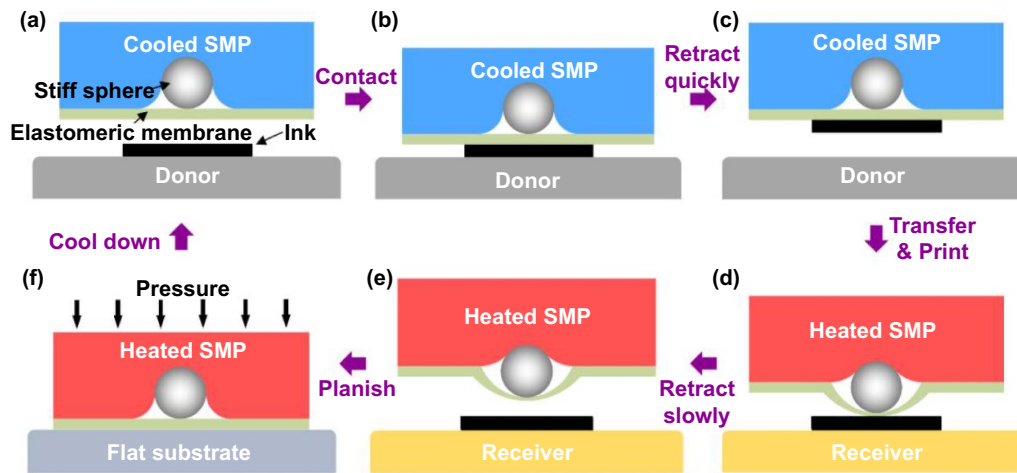 (a)
Cooled SMP
Stiff sphere
Elastomeric membrane
Ink
Donor
Contact
(b)
Cooled SMP
Donor
Retract
quickly
(c)
Cooled SMP
Donor
Transfer
& Print
(d)
Heated SMP
Receiver
Retract
slowly
(e)
Heated SMP
Receiver
Planish
(f)
Pressure
Heated SMP
Flat substrate
Cool down